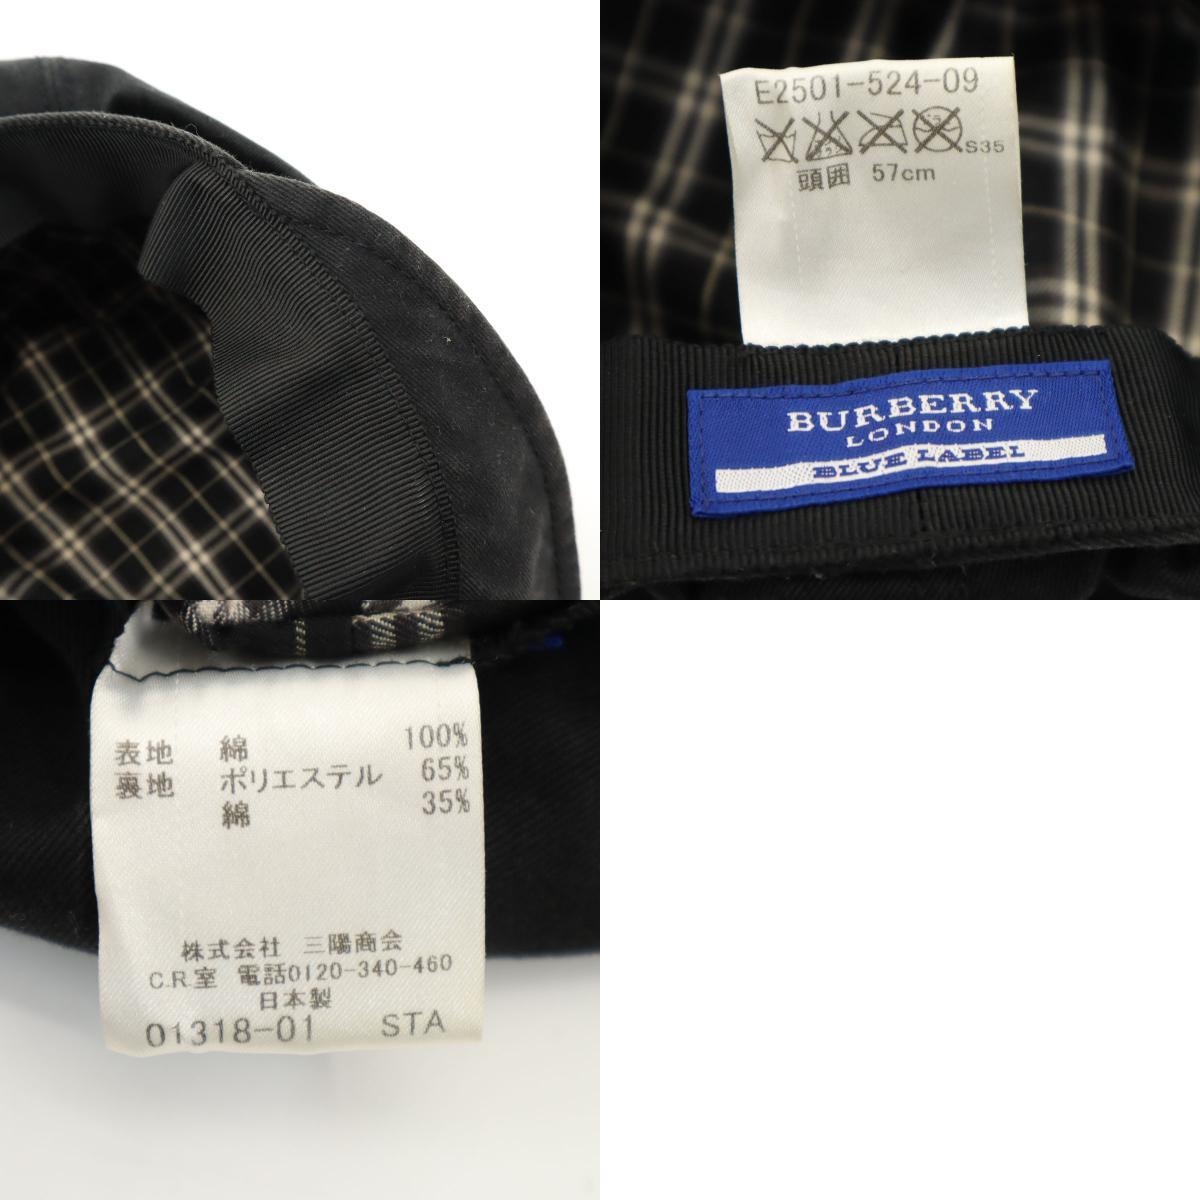 E2501-524-09
S35
頭囲 57cm
BURBERRY
LONDON
BLUE LABEL
表地 綿 100%
裏地 ポリエステル 65%
綿 35%
株式会社 三陽商会
C.R.室 電話0120-340-460
日本製
01318-01 STA